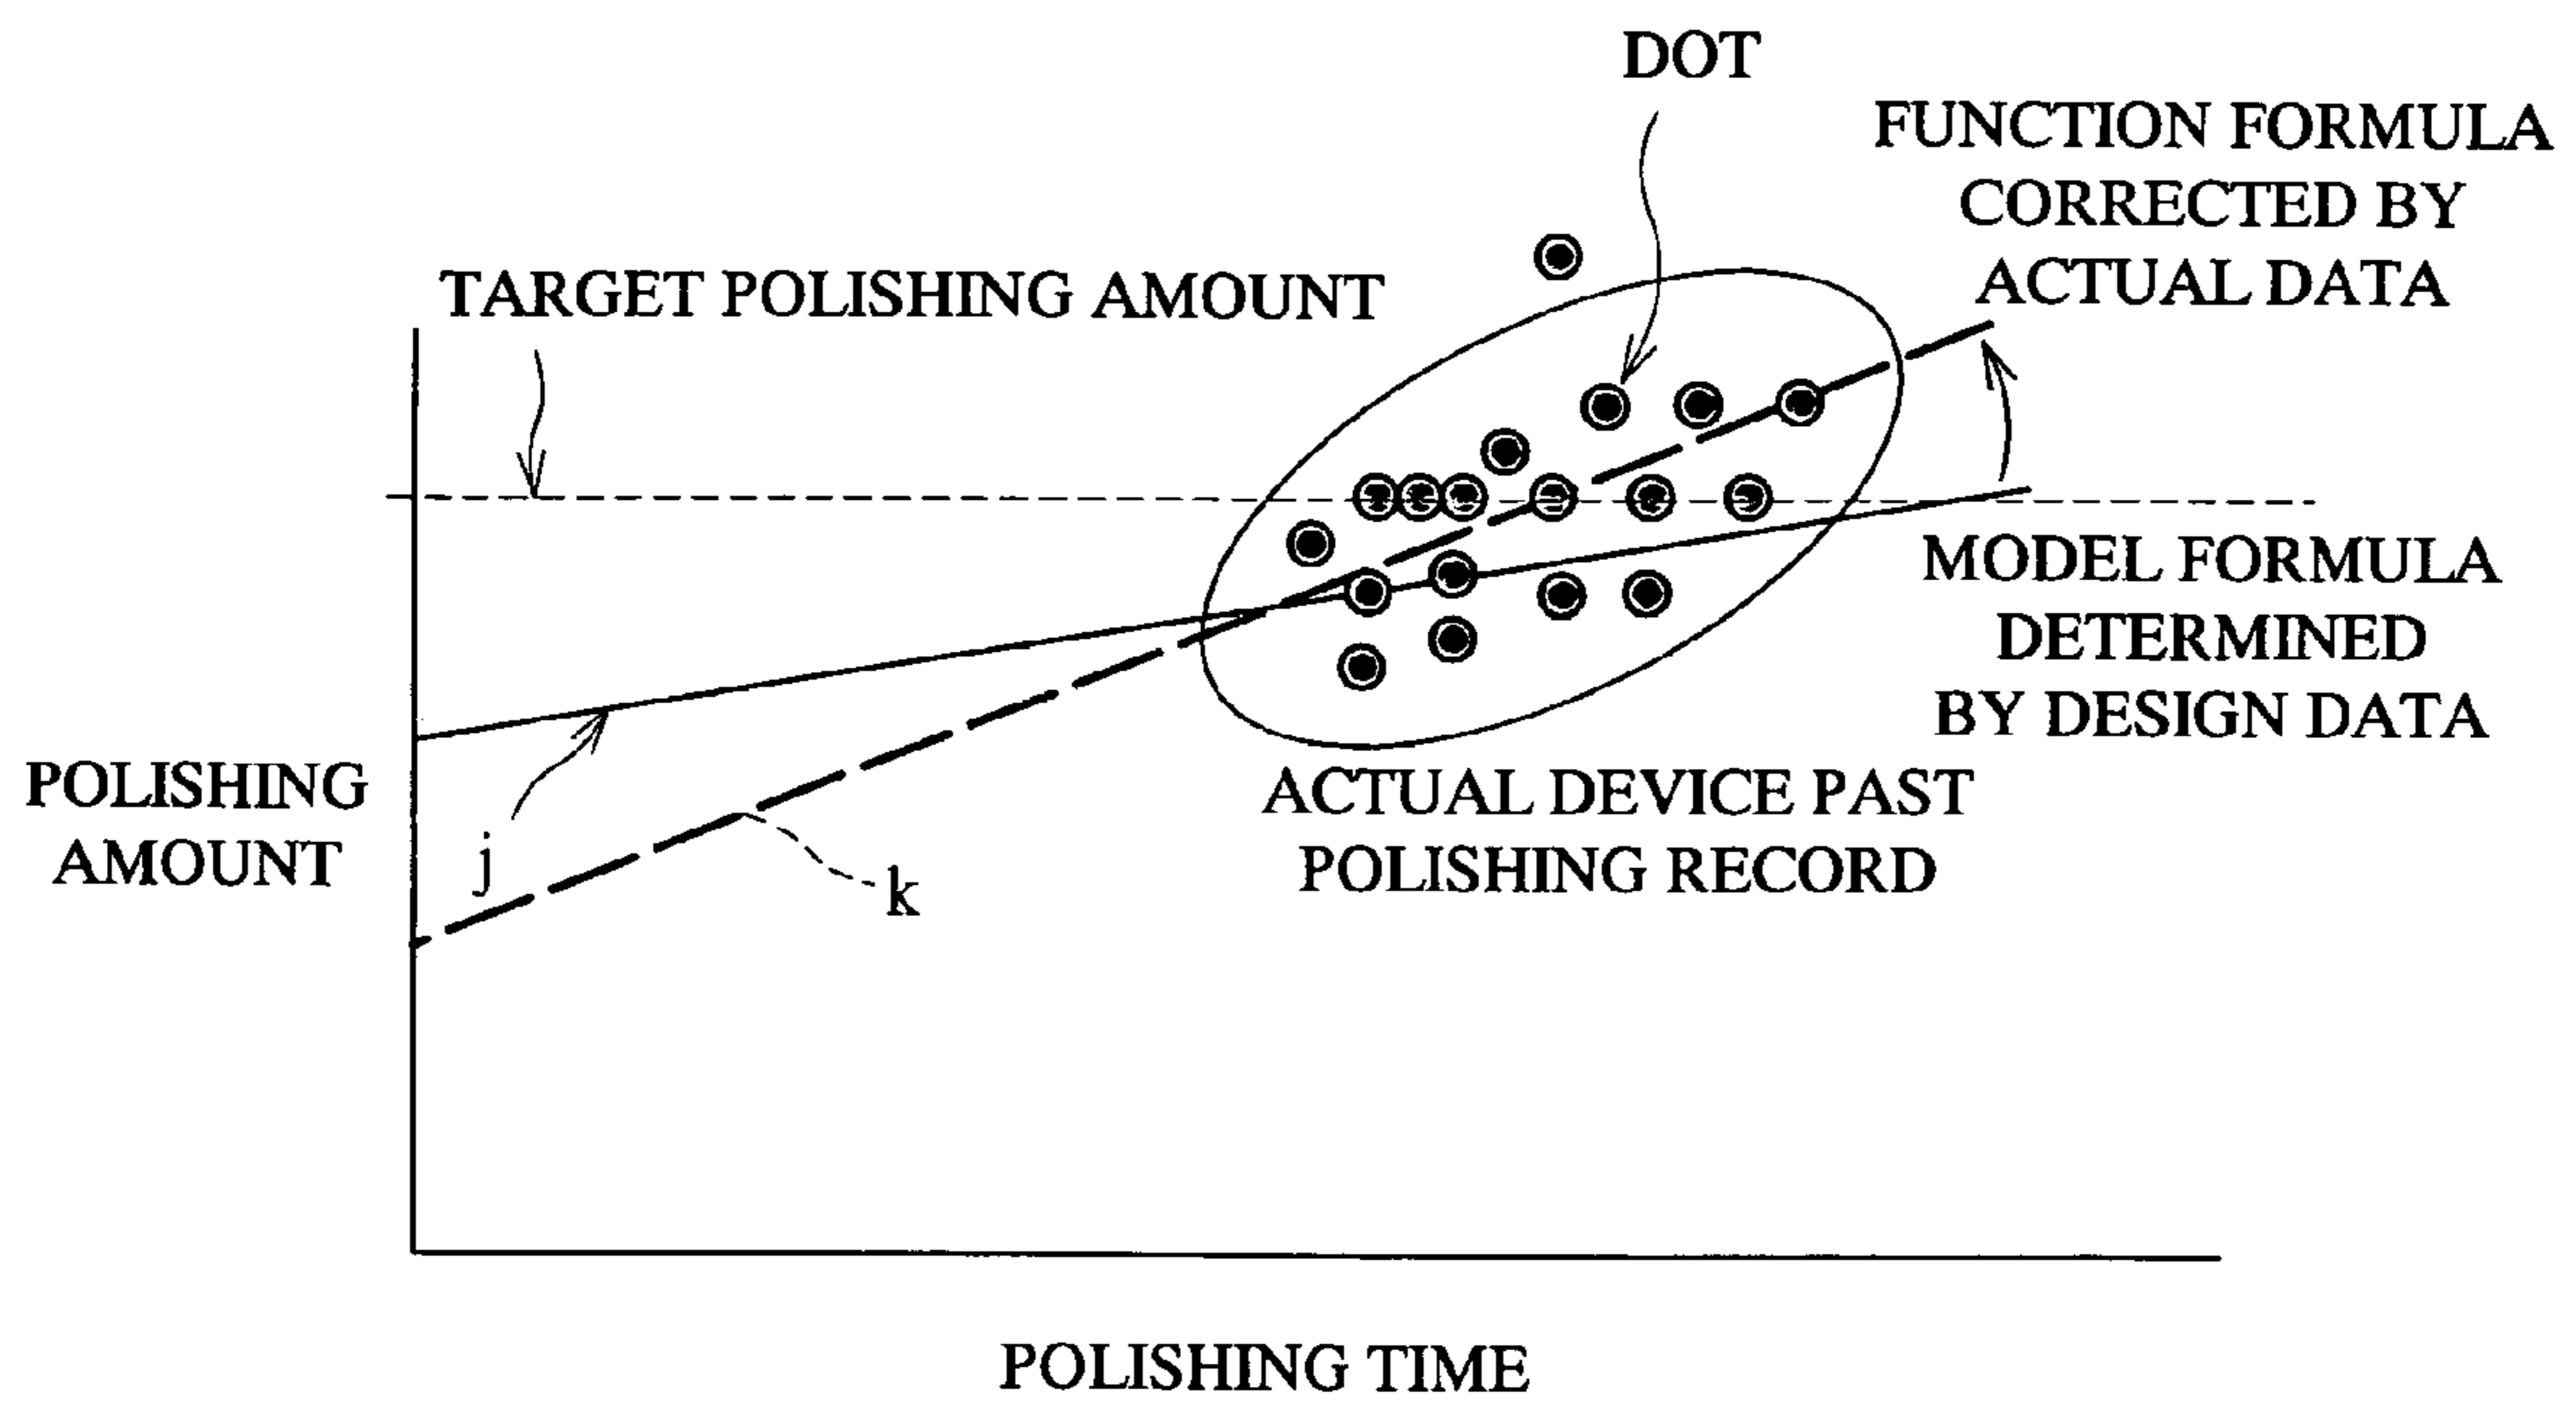 DOT
FUNCTION FORMULA
CORRECTED BY
ACTUAL DATA
TARGET POLISHING AMOUNT
MODEL FORMULA
DETERMINED
BY DESIGN DATA
POLISHING
AMOUNT
j
k
ACTUAL DEVICE PAST
POLISHING RECORD
POLISHING TIME